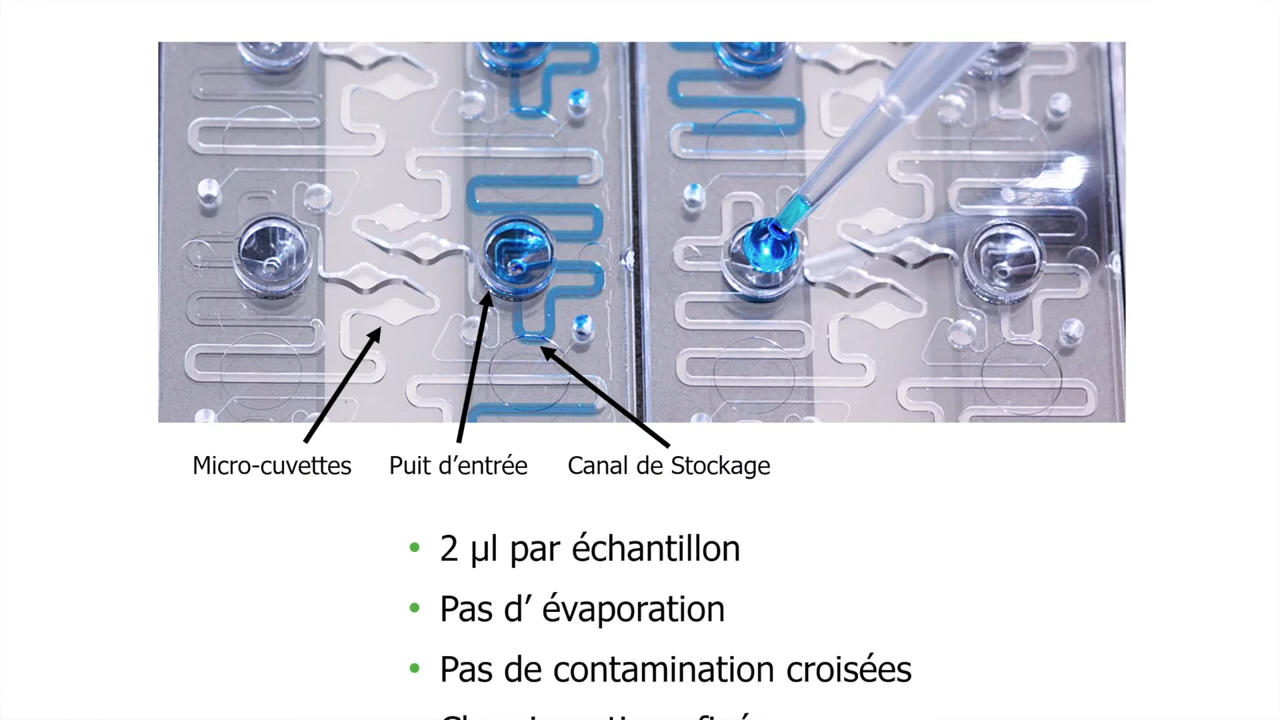 Micro-cuvettes Puit d’entrée Canal de Stockage
• 2 µl par échantillon
• Pas d’ évaporation
• Pas de contamination croisées